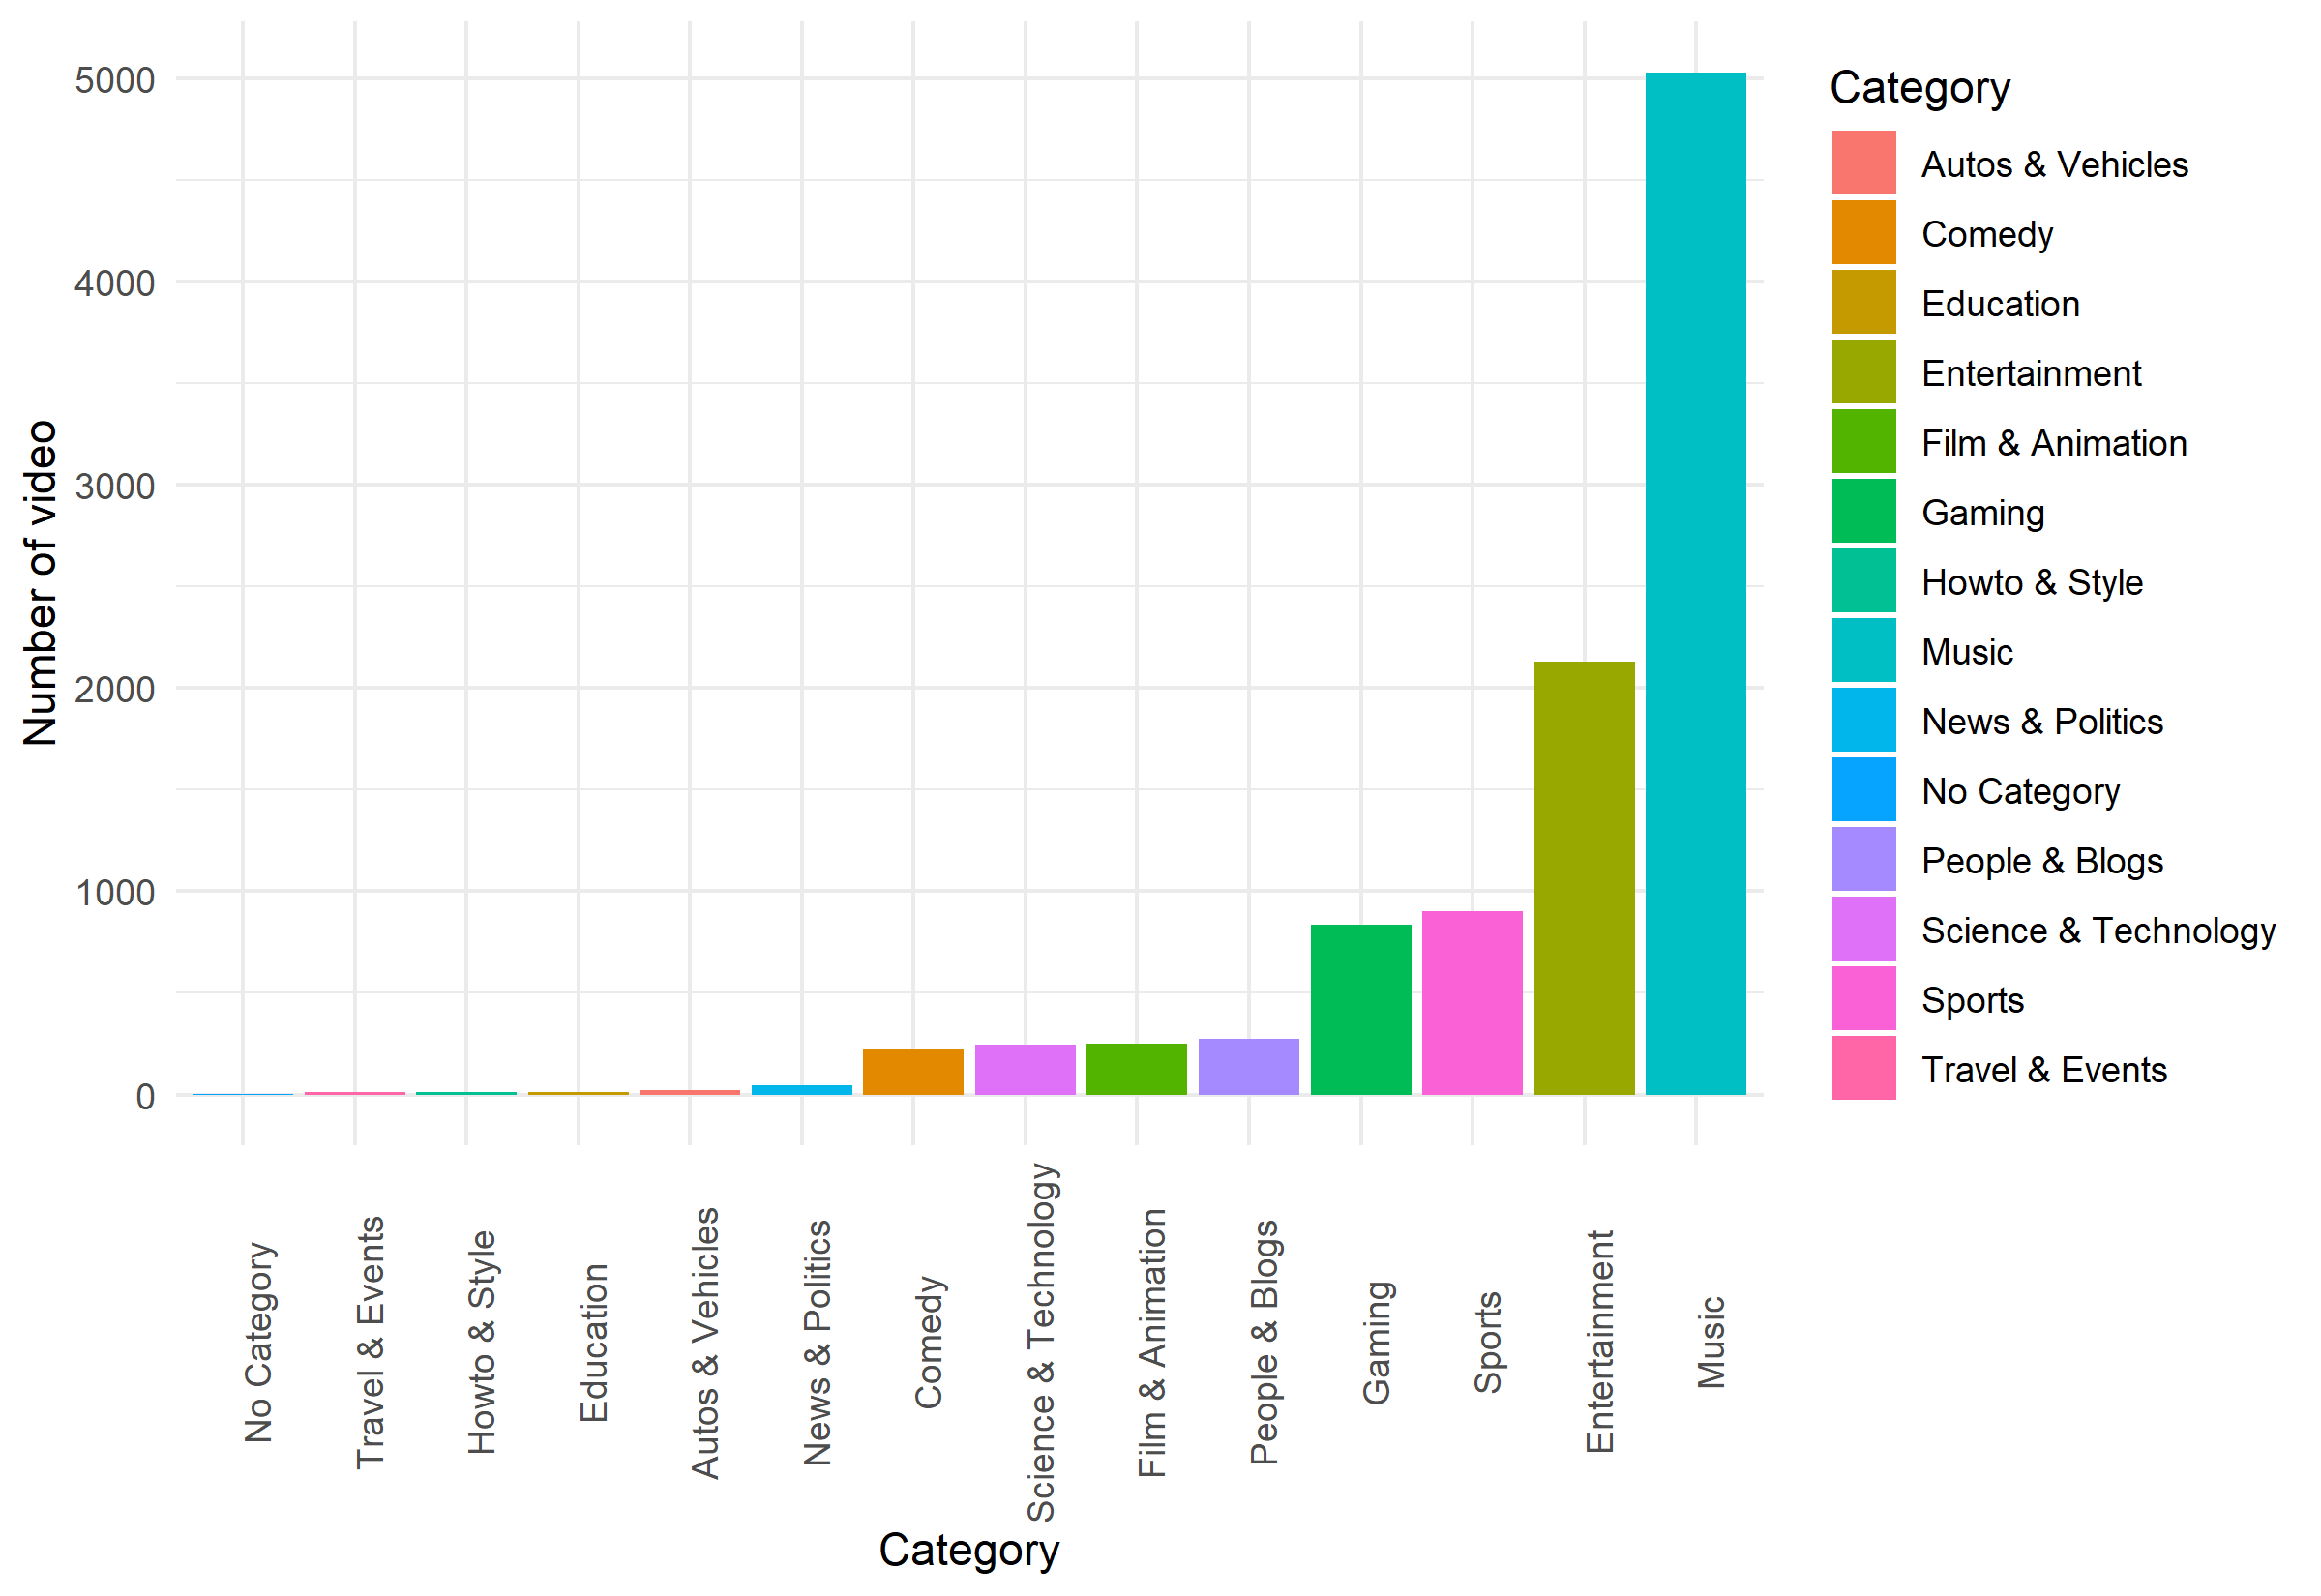 5000
4000
3000
2000
1000
0
Number of video
No Category
Travel & Events
Howto & Style
Education
Autos & Vehicles
News & Politics
Comedy
Science & Technology
Film & Animation
People & Blogs
Gaming
Sports
Entertainment
Music
Category
Category
Autos & Vehicles
Comedy
Education
Entertainment
Film & Animation
Gaming
Howto & Style
Music
News & Politics
No Category
People & Blogs
Science & Technology
Sports
Travel & Events